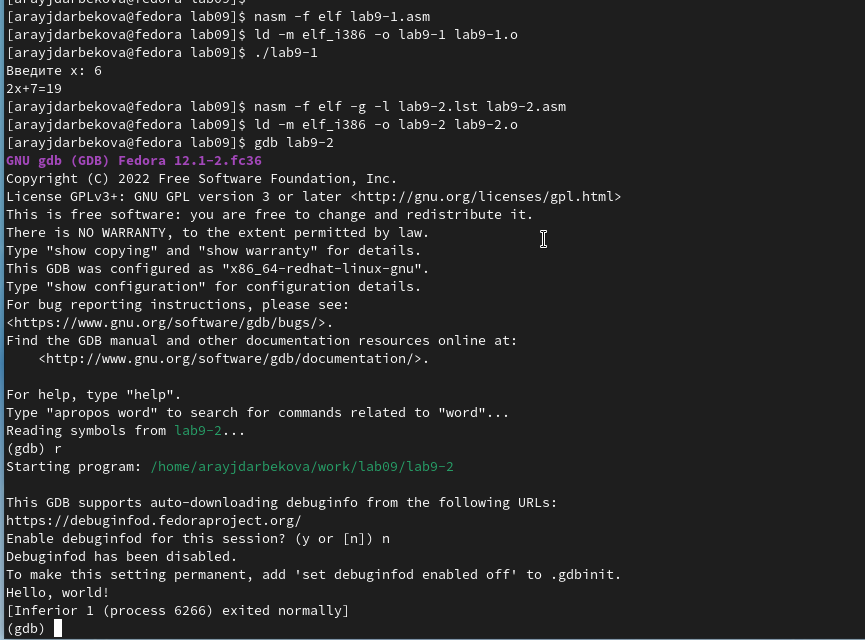 [arayjdarbekova@fedora lab09]$
[arayjdarbekova@fedora lab09]$ nasm -f elf lab9-1.asm
[arayjdarbekova@fedora lab09]$ ld -m elf_i386 -o lab9-1 lab9-1.o
[arayjdarbekova@fedora lab09]$ ./lab9-1
Введите x: 6
2x+7=19
[arayjdarbekova@fedora lab09]$ nasm -f elf -g -l lab9-2.lst lab9-2.asm
[arayjdarbekova@fedora lab09]$ ld -m elf_i386 -o lab9-2 lab9-2.o
[arayjdarbekova@fedora lab09]$ gdb lab9-2
GNU gdb (GDB) Fedora 12.1-2.fc36
Copyright (C) 2022 Free Software Foundation, Inc.
License GPLv3+: GNU GPL version 3 or later <http://gnu.org/licenses/gpl.html>
This is free software: you are free to change and redistribute it.
There is NO WARRANTY, to the extent permitted by law.
Type "show copying" and "show warranty" for details.
This GDB was configured as "x86_64-redhat-linux-gnu".
Type "show configuration" for configuration details.
For bug reporting instructions, please see:
<https://www.gnu.org/software/gdb/bugs/>.
Find the GDB manual and other documentation resources online at:
    <http://www.gnu.org/software/gdb/documentation/>.

For help, type "help".
Type "apropos word" to search for commands related to "word"...
Reading symbols from lab9-2...
(gdb) r
Starting program: /home/arayjdarbekova/work/lab09/lab9-2

This GDB supports auto-downloading debuginfo from the following URLs:
https://debuginfod.fedoraproject.org/
Enable debuginfod for this session? (y or [n]) n
Debuginfod has been disabled.
To make this setting permanent, add 'set debuginfod enabled off' to .gdbinit.
Hello, world!
[Inferior 1 (process 6266) exited normally]
(gdb)